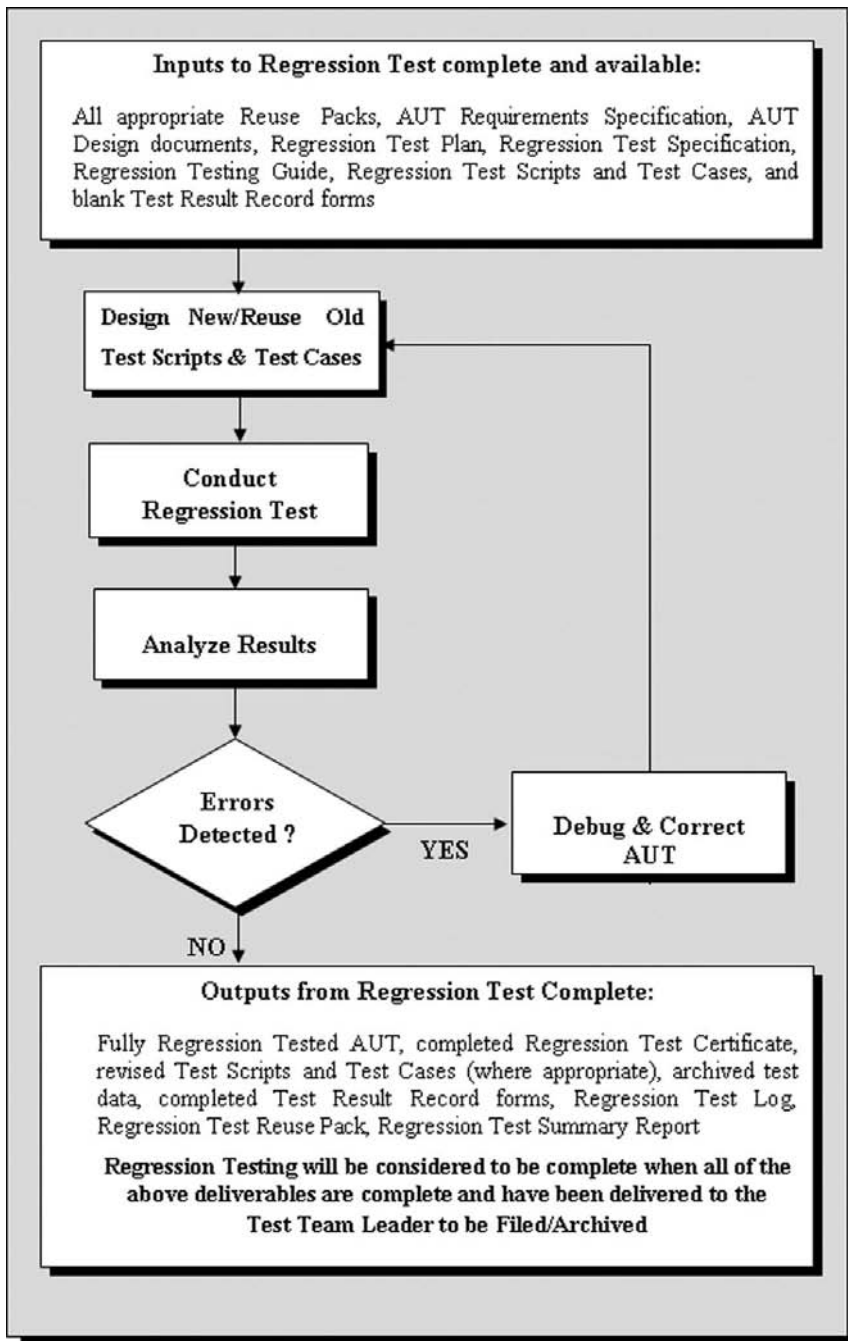 Inputs to Regression Test complete and available:
All appropriate Reuse Packs, AUT Requirements Specification, AUT
Design documents, Regression Test Plan, Regression Test Specification,
Regression Testing Guide, Regression Test Scripts and Test Cases, and
blank Test Result Record forms
Design New/Reuse Old
Test Scripts & Test Cases
Conduct
Regression Test
Analyze Results
Errors
Detected ?
YES
Debug & Correct
AUT
NO
Outputs from Regression Test Complete:
Fully Regression Tested AUT, completed Regression Test Certificate,
revised Test Scripts and Test Cases (where appropriate), archived test
data, completed Test Result Record forms, Regression Test Log,
Regression Test Reuse Pack, Regression Test Summary Report
Regression Testing will be considered to be complete when all of the
above deliverables are complete and have been delivered to the
Test Team Leader to be Filed/Archived